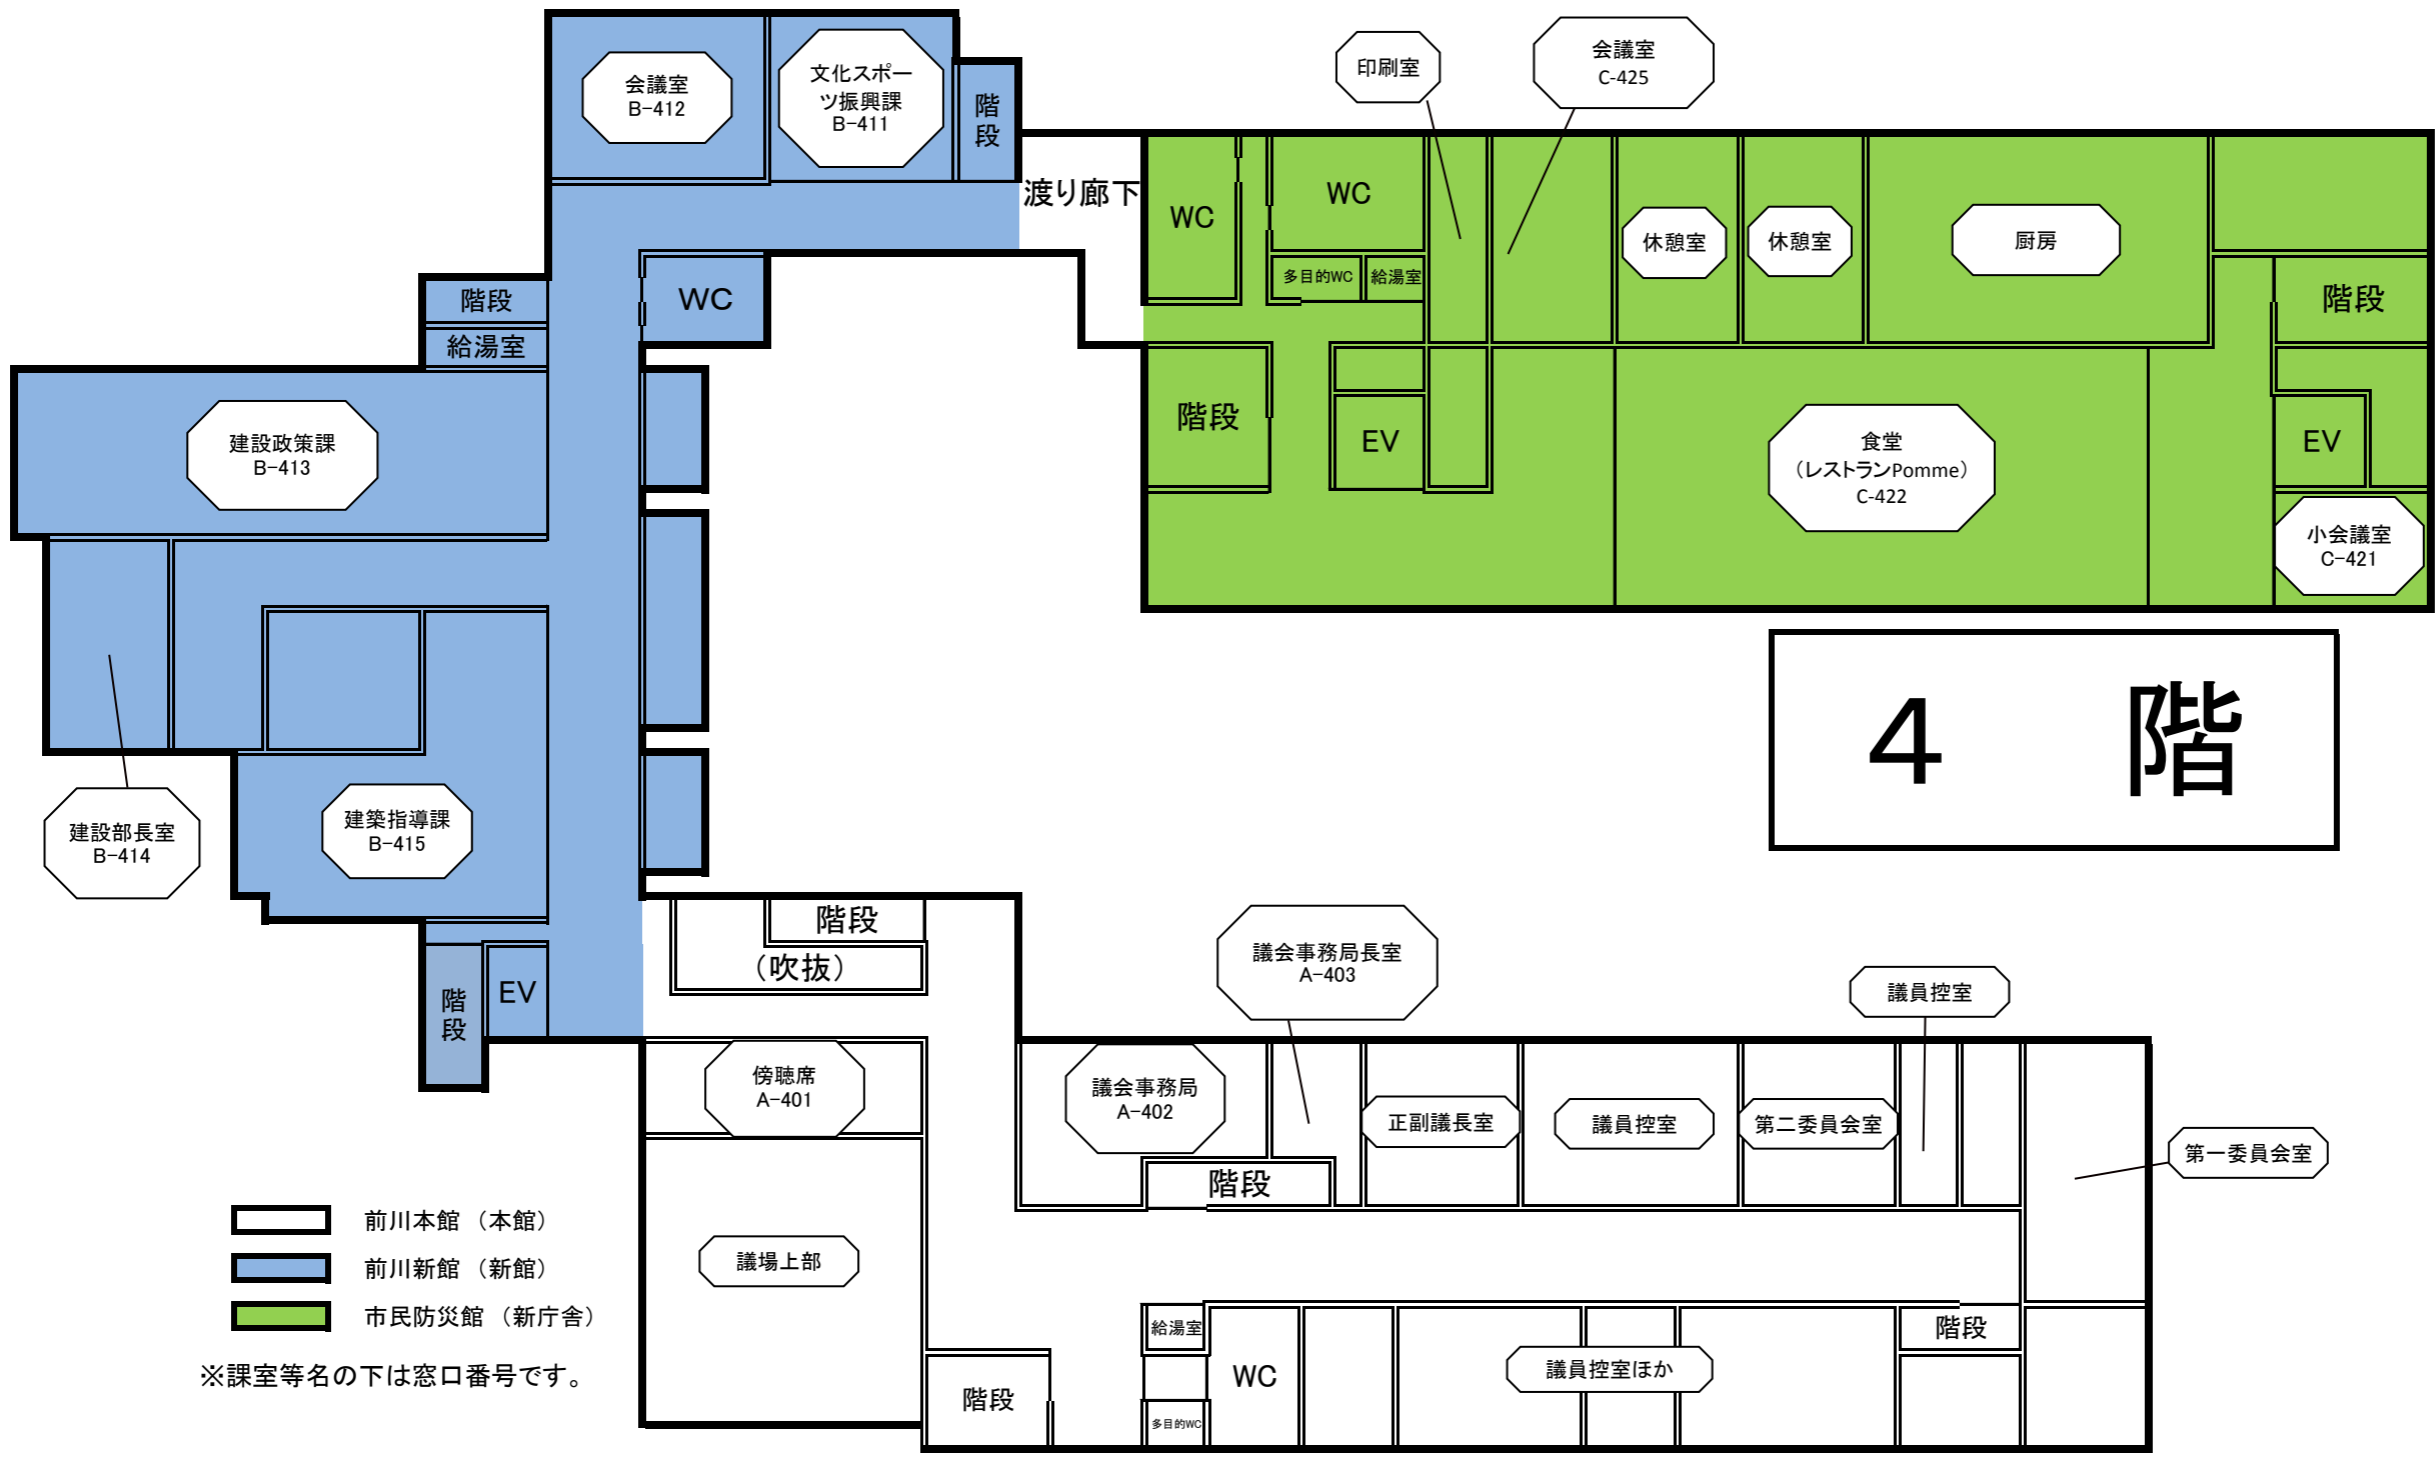 会議室
B-412
文化スポー
ツ振興課
B-411
階段
印刷室
会議室
C-425
渡り廊下
WC
WC
多目的WC
給湯室
休憩室
休憩室
厨房
階段
階段
給湯室
WC
階段
EV
食堂
（レストランPomme）
C-422
EV
小会議室
C-421
建設政策課
B-413
4　階
建設部長室
B-414
建築指導課
B-415
階段
（吹抜）
階段
EV
議会事務局長室
A-403
議員控室
傍聴席
A-401
議会事務局
A-402
正副議長室
議員控室
第二委員会室
第一委員会室
階段
議場上部
前川本館（本館）
前川新館（新館）
市民防災館（新庁舎）
※課室等名の下は窓口番号です。
給湯室
階段
WC
議員控室ほか
階段
多目的WC